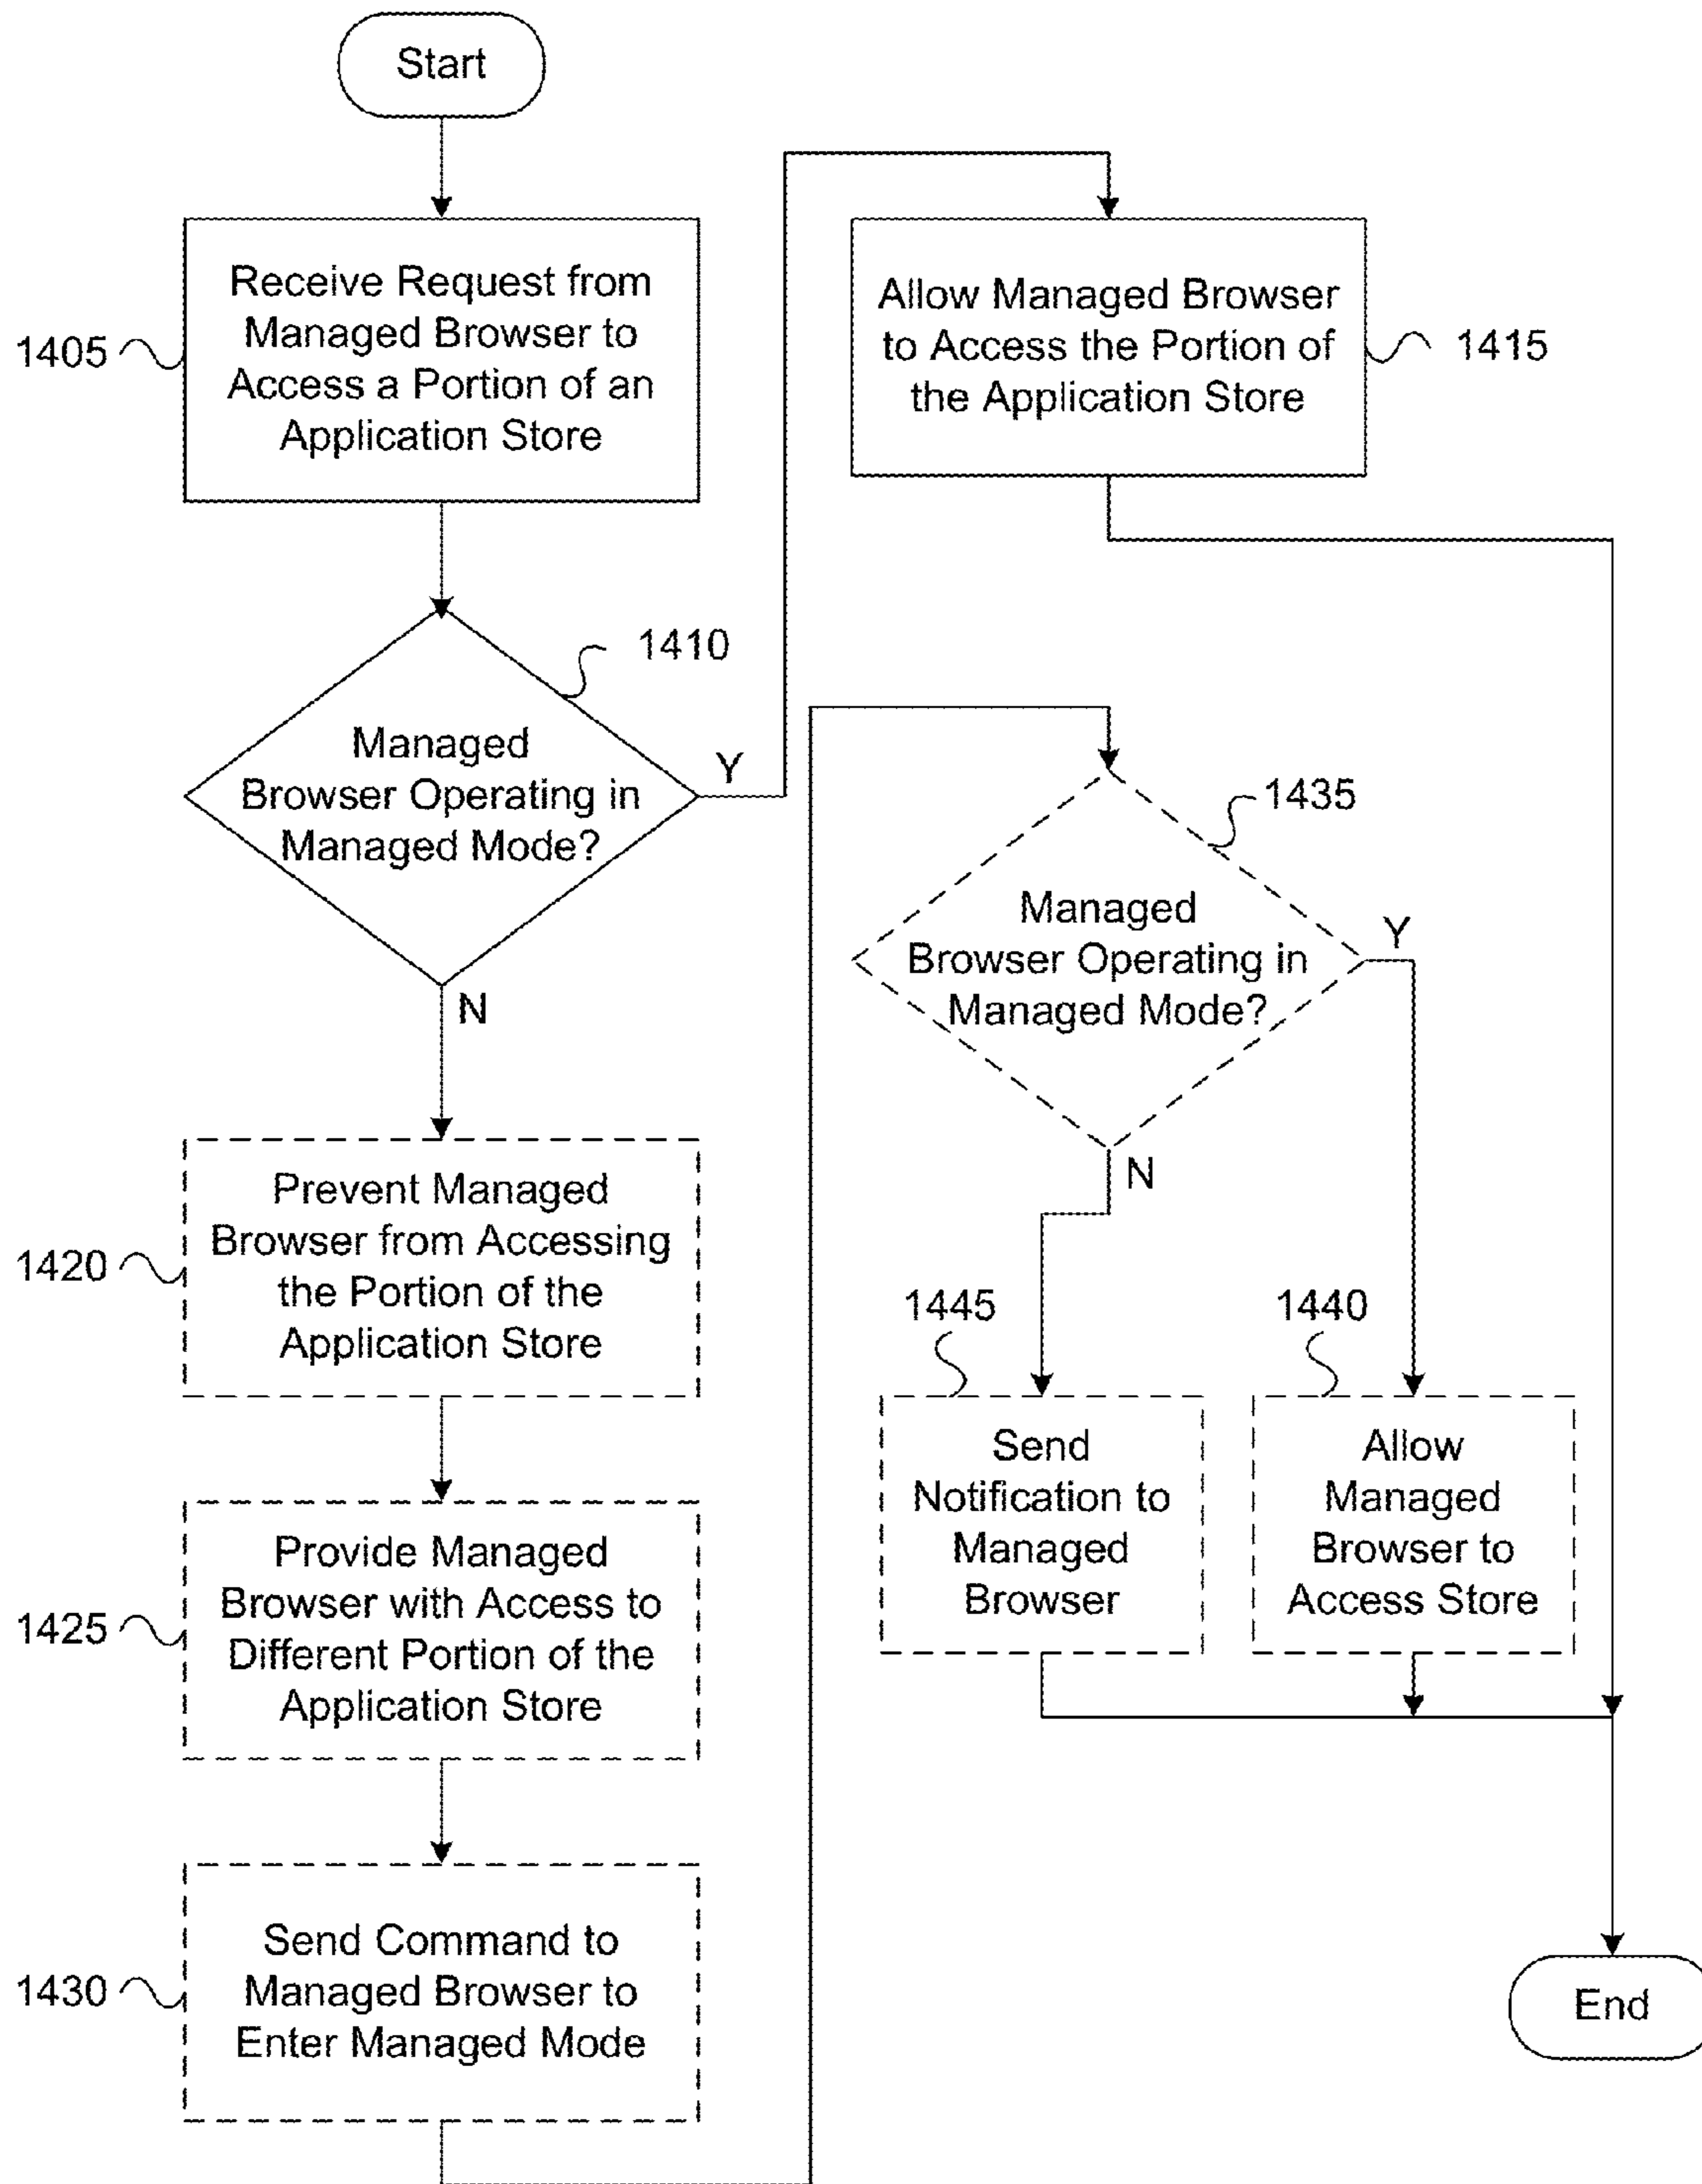 Start
1405
Receive Request from
Managed Browser to
Access a Portion of an
Application Store
1410
Managed
Browser Operating in
Managed Mode?
Y
N
Allow Managed Browser
to Access the Portion of
the Application Store
1415
1420
Prevent Managed
Browser from Accessing
the Portion of the
Application Store
1425
Provide Managed
Browser with Access to
Different Portion of the
Application Store
1430
Send Command to
Managed Browser to
Enter Managed Mode
1435
Managed
Browser Operating in
Managed Mode?
Y
N
1445
Send
Notification to
Managed
Browser
1440
Allow
Managed
Browser to
Access Store
End